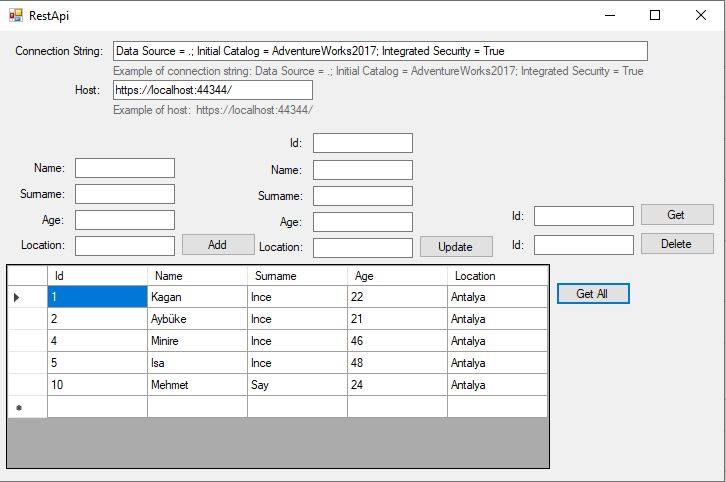 RestApi
Connection String: Data Source = .; Initial Catalog = AdventureWorks2017; Integrated Security = True
Example of connection string: Data Source = .; Initial Catalog = AdventureWorks2017; Integrated Security = True
Host: https://localhost:44344/
Example of host: https://localhost:44344/
Id:
Name: Name:
Surname: Surname:
Age: Age: Id: Get
Location: Add Location: Update Id: Delete
Id Name Surname Age Location
1 Kagan Ince 22 Antalya Get All
2 Aybüke Ince 21 Antalya
4 Minire Ince 46 Antalya
5 Isa Ince 48 Antalya
10 Mehmet Say 24 Antalya